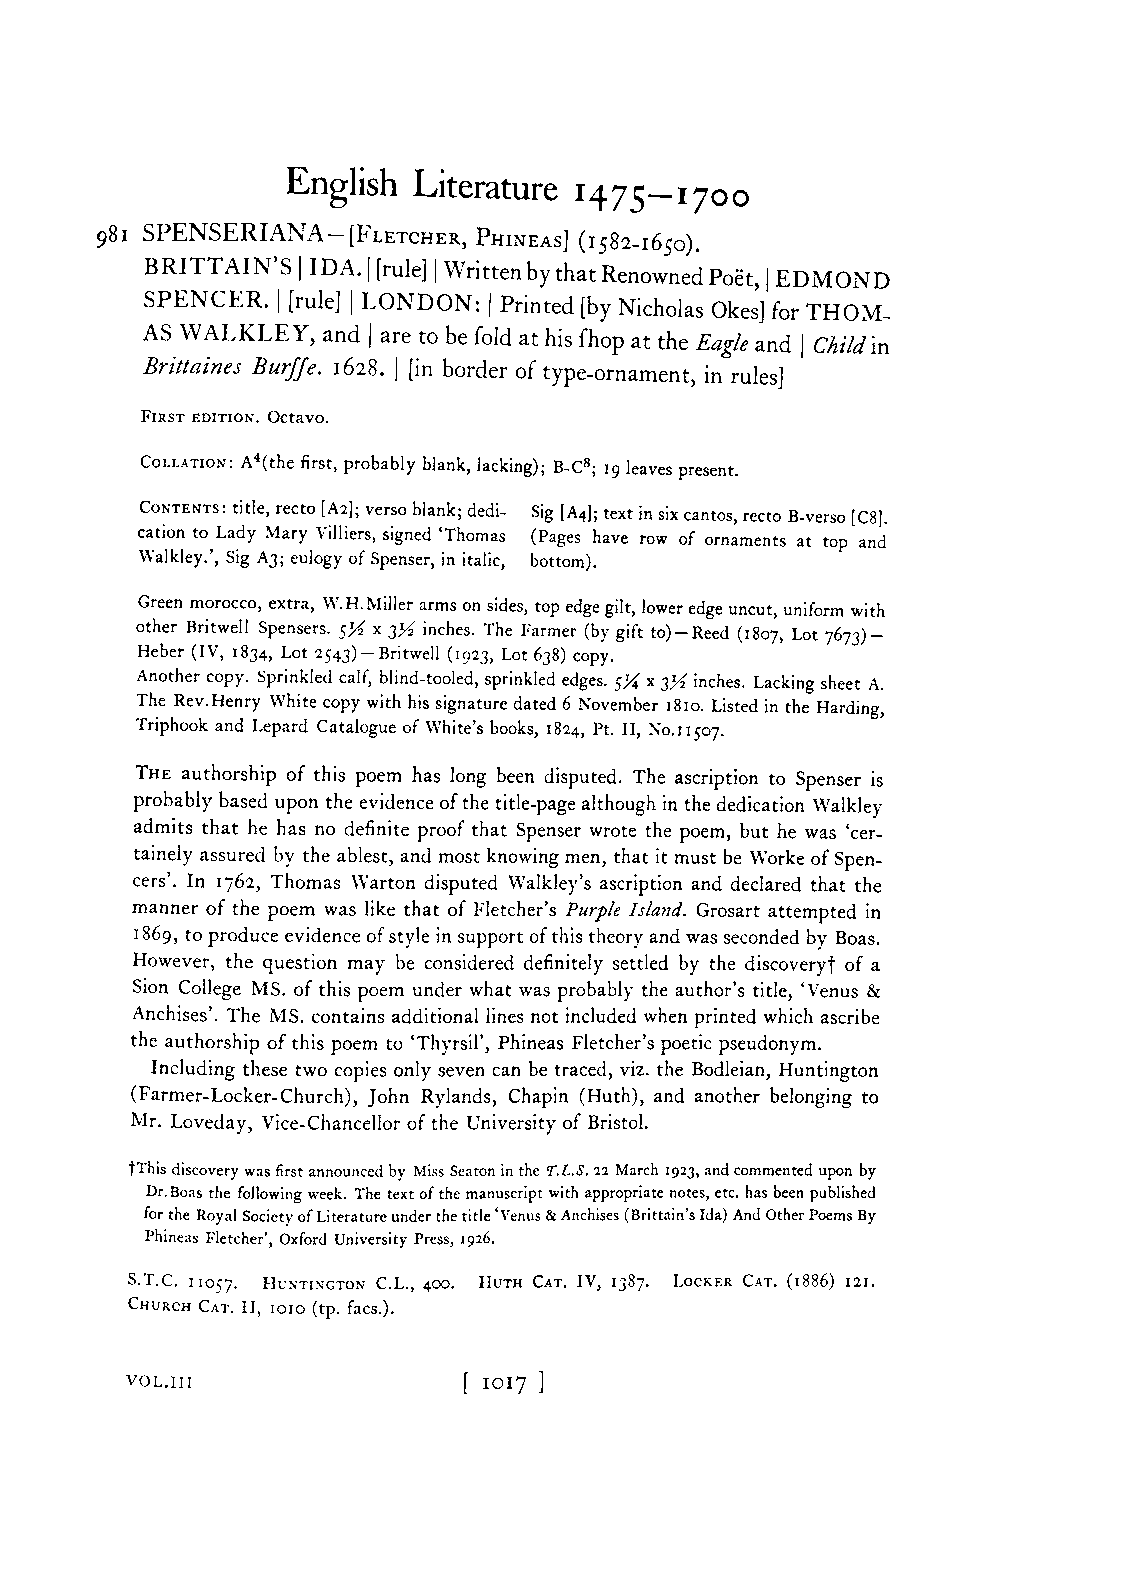 English Literature 1475–1700
981 SPENSERIANA–[FLETCHER, PHINEAS] (1582-1650).
BRITTAIN'S | IDA. | [rule] | Written by that Renowned Poët, | EDMOND
SPENCER. | [rule] | LONDON: | Printed [by Nicholas Okes] for THOM-
AS WALKLEY, and | are to be ſold at his ſhop at the Eagle and | Child in
Brittaines Burſſe. 1628. | [in border of type-ornament, in rules]
FIRST EDITION. Octavo.
COLLATION: A⁴(the first, probably blank, lacking); B-C⁸; 19 leaves present.
CONTENTS: title, recto [A2]; verso blank; dedi-
cation to Lady Mary Villiers, signed 'Thomas
Walkley.', Sig A3; eulogy of Spenser, in italic,
Sig [A4]; text in six cantos, recto B-verso [C8].
(Pages have row of ornaments at top and
bottom).
Green morocco, extra, W.H.Miller arms on sides, top edge gilt, lower edge uncut, uniform with
other Britwell Spensers. 5½ x 3½ inches. The Farmer (by gift to)–Reed (1807, Lot 7673)–
Heber (IV, 1834, Lot 2543)–Britwell (1923, Lot 638) copy.
Another copy. Sprinkled calf, blind-tooled, sprinkled edges. 5¼ x 3½ inches. Lacking sheet A.
The Rev.Henry White copy with his signature dated 6 November 1810. Listed in the Harding,
Triphook and Lepard Catalogue of White's books, 1824, Pt. II, No.11507.
THE authorship of this poem has long been disputed. The ascription to Spenser is
probably based upon the evidence of the title-page although in the dedication Walkley
admits that he has no definite proof that Spenser wrote the poem, but he was 'cer-
tainely assured by the ablest, and most knowing men, that it must be Worke of Spen-
cers'. In 1762, Thomas Warton disputed Walkley's ascription and declared that the
manner of the poem was like that of Fletcher's Purple Island. Grosart attempted in
1869, to produce evidence of style in support of this theory and was seconded by Boas.
However, the question may be considered definitely settled by the discovery† of a
Sion College MS. of this poem under what was probably the author's title, 'Venus &
Anchises'. The MS. contains additional lines not included when printed which ascribe
the authorship of this poem to 'Thyrsil', Phineas Fletcher's poetic pseudonym.
Including these two copies only seven can be traced, viz. the Bodleian, Huntington
(Farmer-Locker-Church), John Rylands, Chapin (Huth), and another belonging to
Mr. Loveday, Vice-Chancellor of the University of Bristol.
†This discovery was first announced by Miss Seaton in the T.L.S. 22 March 1923, and commented upon by
Dr.Boas the following week. The text of the manuscript with appropriate notes, etc. has been published
for the Royal Society of Literature under the title 'Venus & Anchises (Brittain's Ida) And Other Poems By
Phineas Fletcher', Oxford University Press, 1926.
S.T.C. 11057. HUNTINGTON C.L., 400. HUTH CAT. IV, 1387. LOCKER CAT. (1886) 121.
CHURCH CAT. II, 1010 (tp. facs.).
VOL.III [ 1017 ]